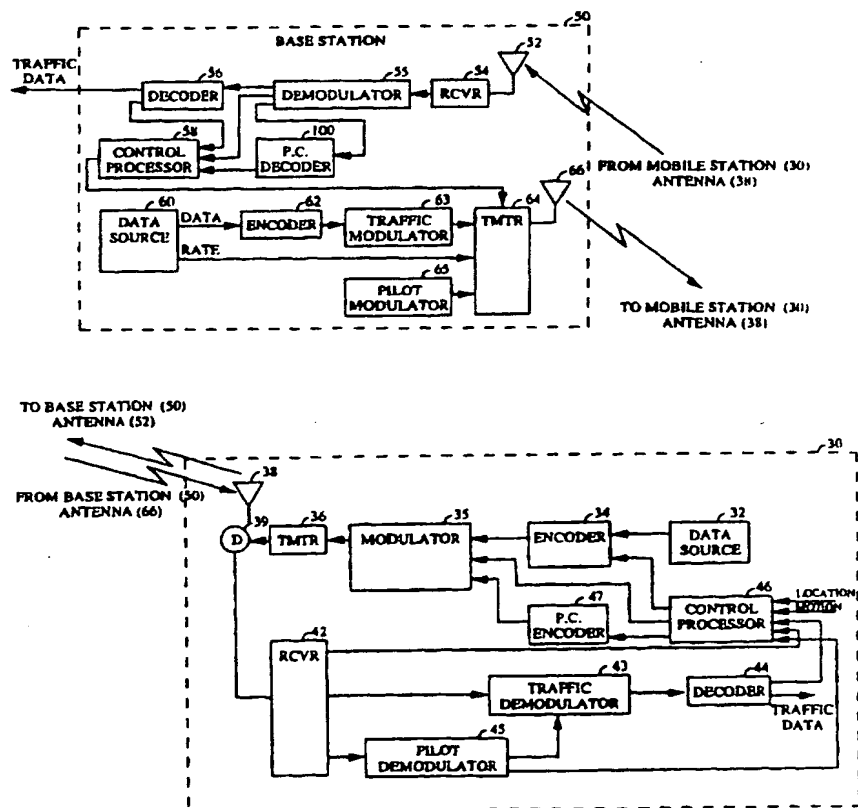 50
BASE STATION
52
TRAFFIC
DATA
56
DECODER
55
DEMODULATOR
54
RCVR
58
CONTROL
PROCESSOR
100
P.C.
DECODER
FROM MOBILE STATION (30)
ANTENNA (38)
66
60
DATA
SOURCE
DATA
RATE
62
ENCODER
63
TRAFFIC
MODULATOR
64
TMTR
65
PILOT
MODULATOR
TO MOBILE STATION (30)
ANTENNA (38)
TO BASE STATION (50)
ANTENNA (52)
30
FROM BASE STATION (50)
ANTENNA (66)
38
39
D
36
TMTR
35
MODULATOR
34
ENCODER
32
DATA
SOURCE
47
P.C.
ENCODER
46
CONTROL
PROCESSOR
LOCATION
MOTION
42
RCVR
43
TRAFFIC
DEMODULATOR
44
DECODER
TRAFFIC
DATA
45
PILOT
DEMODULATOR